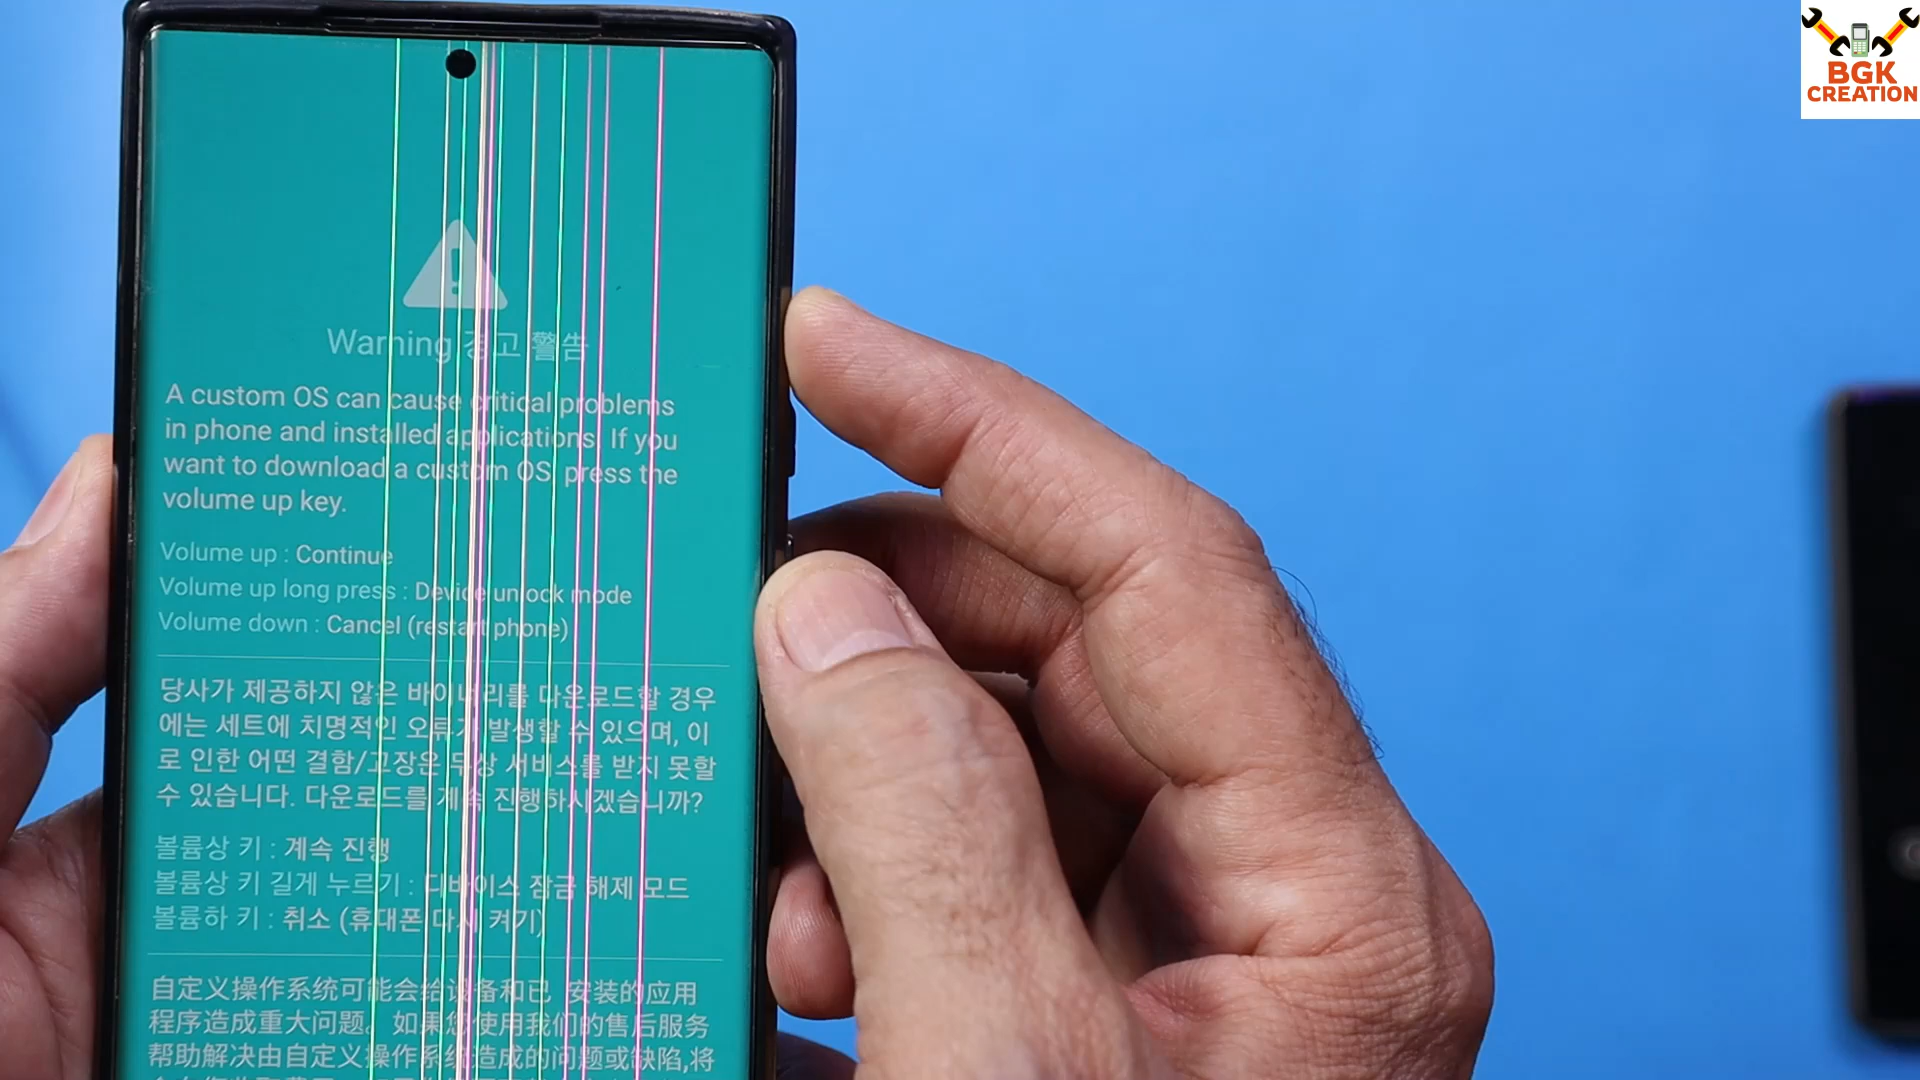 BGK
CREATION
Warning 경고 警告
A custom OS can cause critical problems
in phone and installed applications. If you
want to download a custom OS, press the
volume up key.
Volume up : Continue
Volume up long press : Device unlock mode
Volume down : Cancel (restart phone)
당사가 제공하지 않은 바이너리를 다운로드할 경우
에는 세트에 치명적인 오류가 발생할 수 있으며, 이
로 인한 어떤 결함/고장은 무상 서비스를 받지 못할
수 있습니다. 다운로드를 계속 진행하시겠습니까?
볼륨상 키 : 계속 진행
볼륨상 키 길게 누르기 : 디바이스 잠금 해제 모드
볼륨하 키 : 취소 (휴대폰 다시 켜기)
自定义操作系统可能会给设备和已 安装的应用
程序造成重大问题。如果您使用我们的售后服务
帮助解决由自定义操作系统造成的问题或缺陷,将